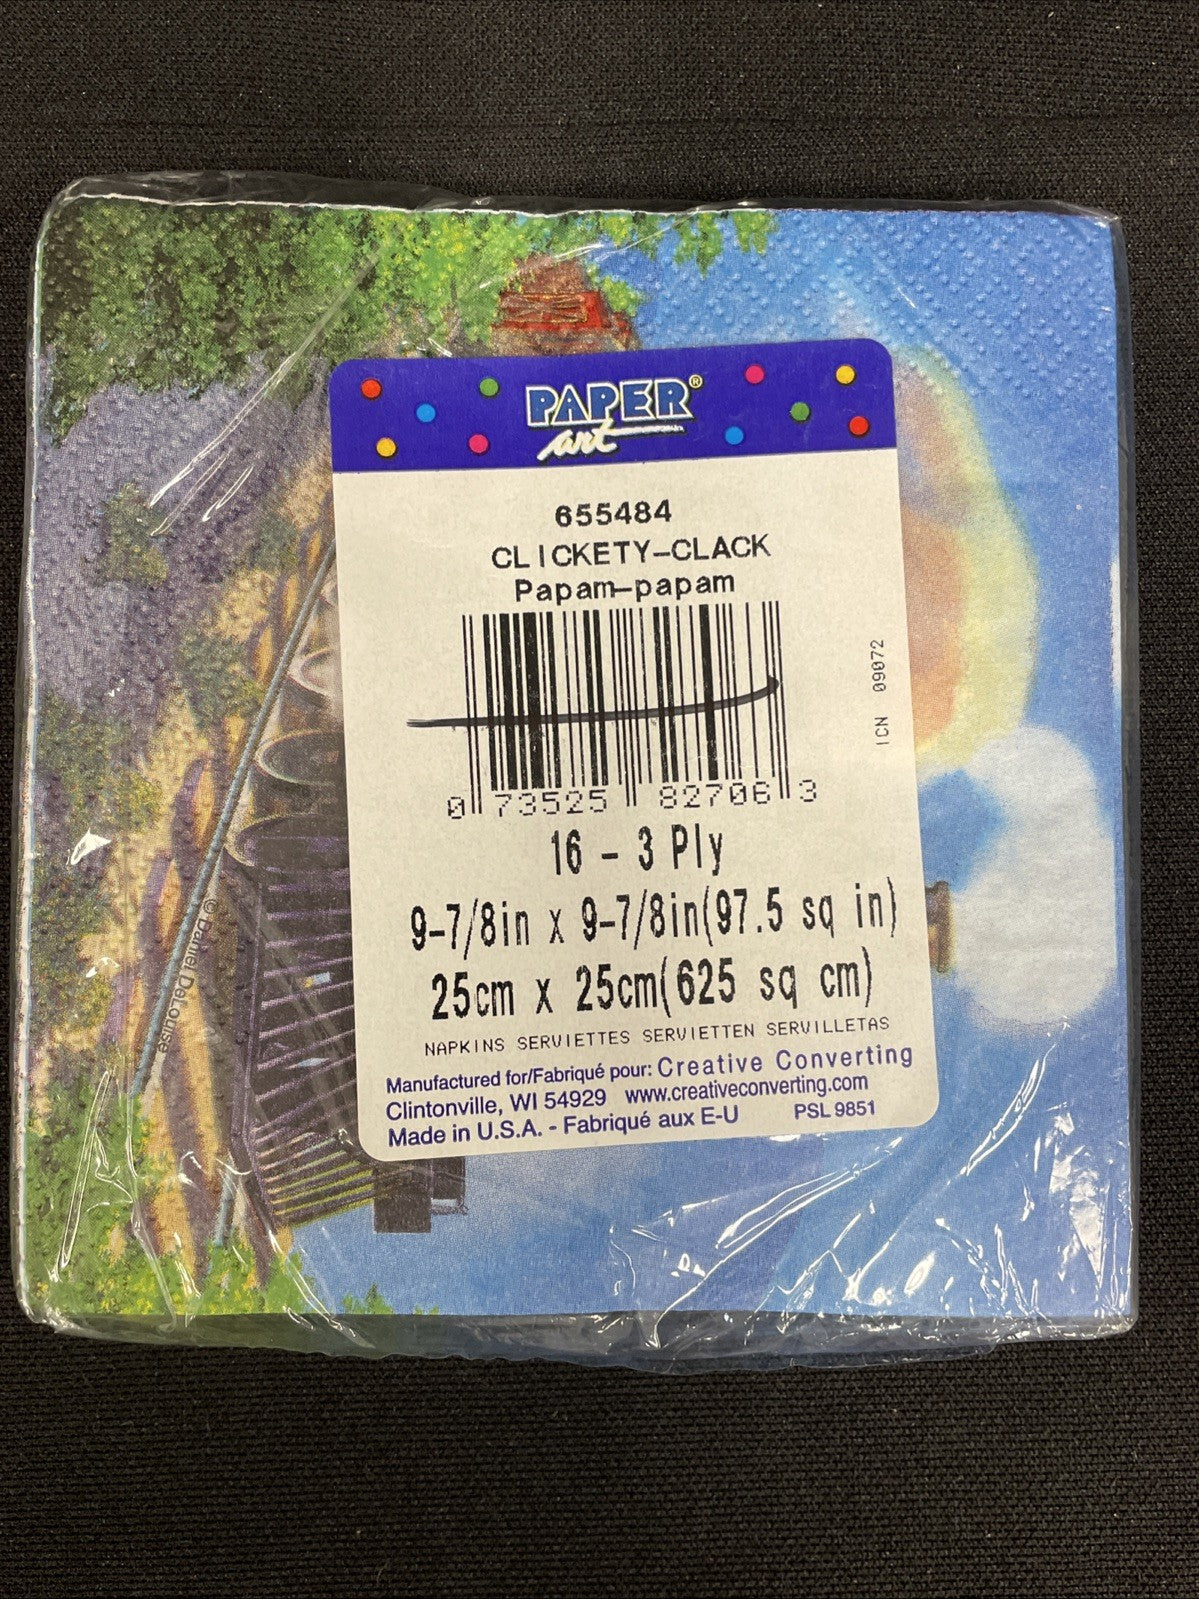 PAPER®
art
655484
CLICKETY-CLACK
Papam-papam
ICN 09072
0 73525 82706 3
16 - 3 Ply
9-7/8in x 9-7/8in(97.5 sq in)
25cm x 25cm(625 sq cm)
NAPKINS SERVIETTES SERVIETTEN SERVILLETAS
Manufactured for/Fabriqué pour: Creative Converting
Clintonville, WI 54929 www.creativeconverting.com
Made in U.S.A. - Fabriqué aux E-U PSL 9851
© Daniel DeLouise